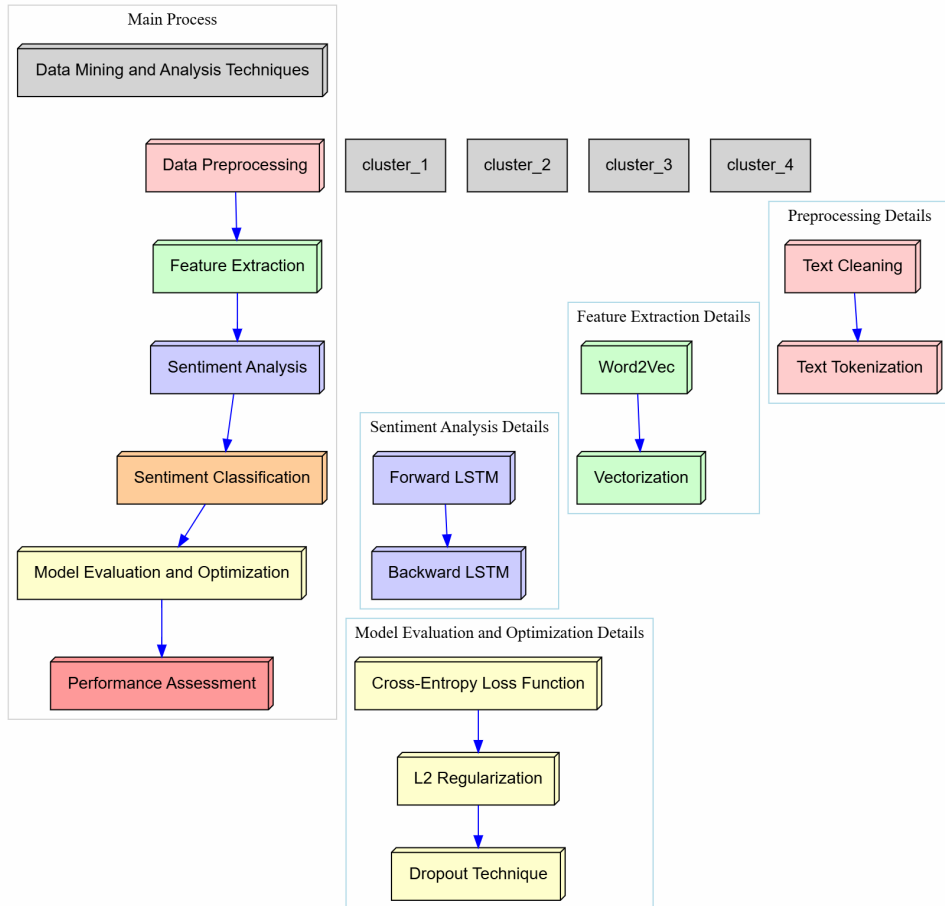 Main Process
Data Mining and Analysis Techniques
Data Preprocessing
cluster_1
cluster_2
cluster_3
cluster_4
Feature Extraction
Sentiment Analysis
Sentiment Classification
Model Evaluation and Optimization
Performance Assessment
Preprocessing Details
Text Cleaning
Text Tokenization
Feature Extraction Details
Word2Vec
Vectorization
Sentiment Analysis Details
Forward LSTM
Backward LSTM
Model Evaluation and Optimization Details
Cross-Entropy Loss Function
L2 Regularization
Dropout Technique